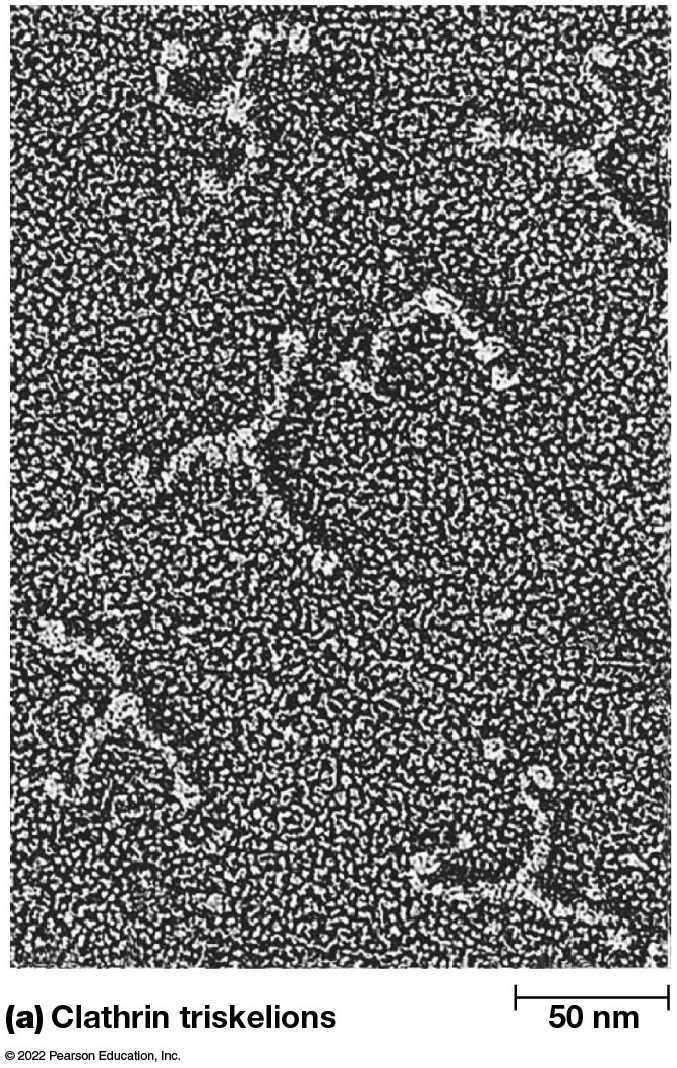 (a) Clathrin triskelions
50 nm
© 2022 Pearson Education, Inc.